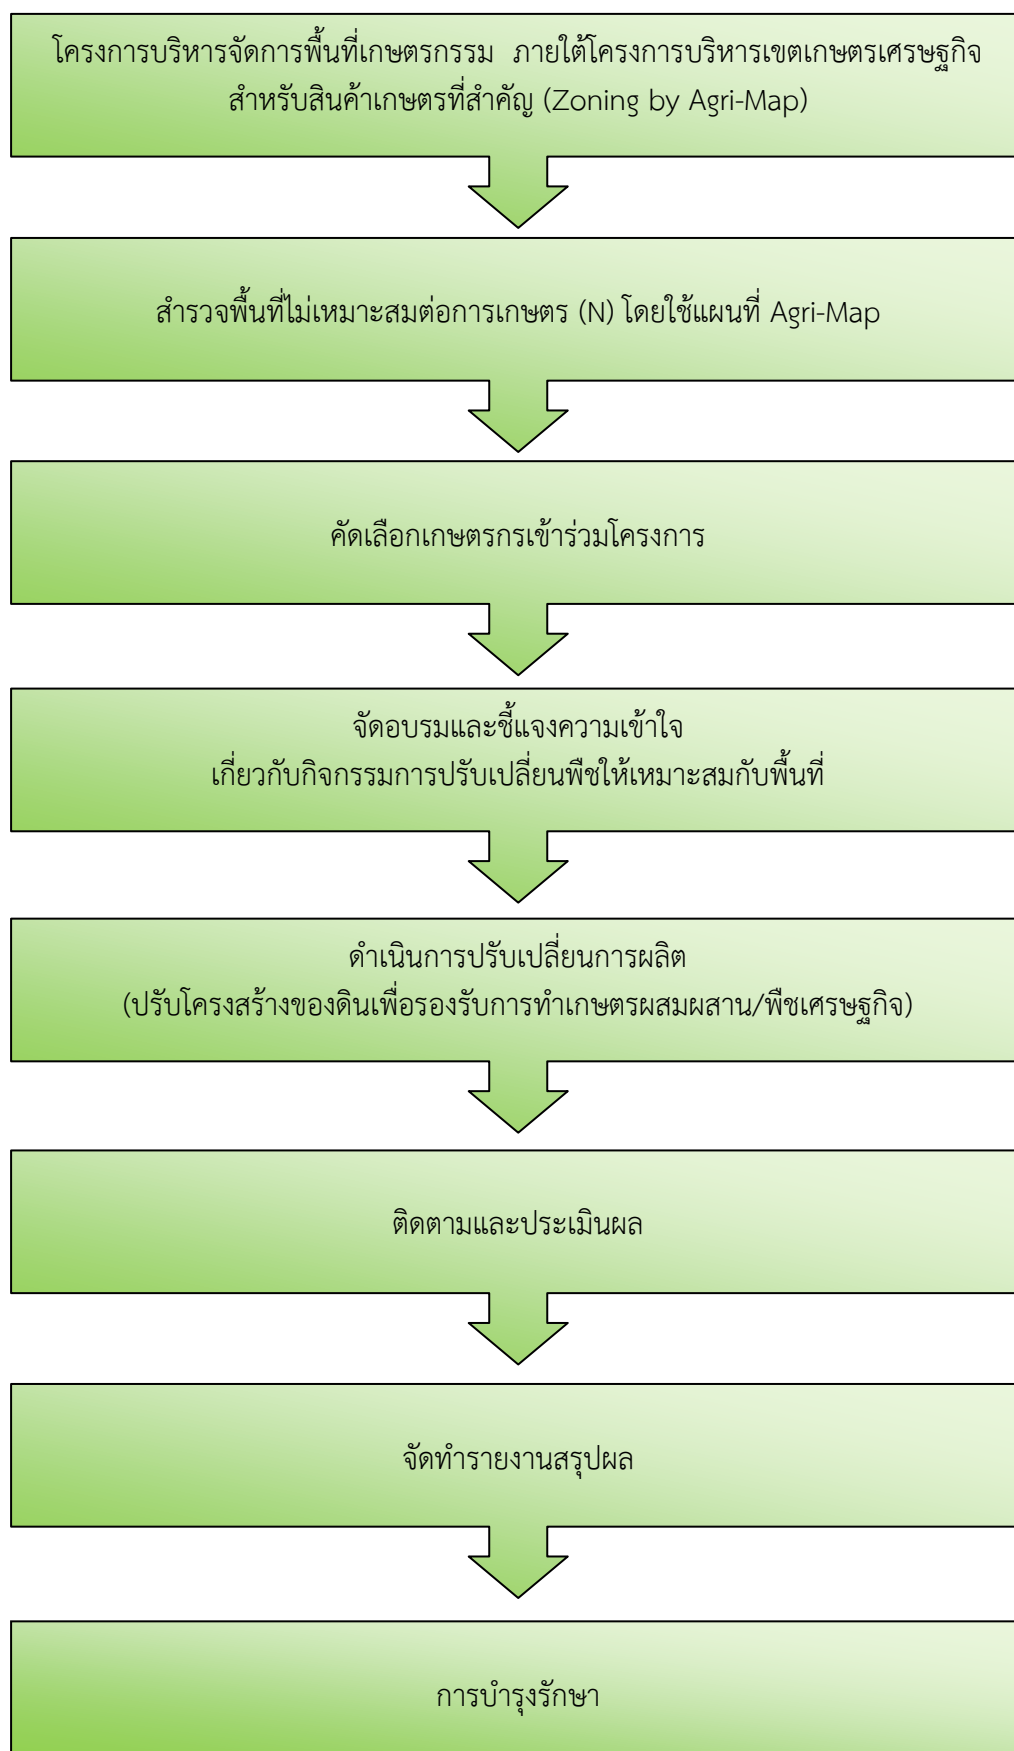 โครงการบริหารจัดการพื้นที่เกษตรกรรม ภายใต้โครงการบริหารเขตเกษตรเศรษฐกิจ
สำหรับสินค้าเกษตรที่สำคัญ (Zoning by Agri-Map)
สำรวจพื้นที่ไม่เหมาะสมต่อการเกษตร (N) โดยใช้แผนที่ Agri-Map
คัดเลือกเกษตรกรเข้าร่วมโครงการ
จัดอบรมและชี้แจงความเข้าใจ
เกี่ยวกับกิจกรรมการปรับเปลี่ยนพืชให้เหมาะสมกับพื้นที่
ดำเนินการปรับเปลี่ยนการผลิต
(ปรับโครงสร้างของดินเพื่อรองรับการทำเกษตรผสมผสาน/พืชเศรษฐกิจ)
ติดตามและประเมินผล
จัดทำรายงานสรุปผล
การบำรุงรักษา